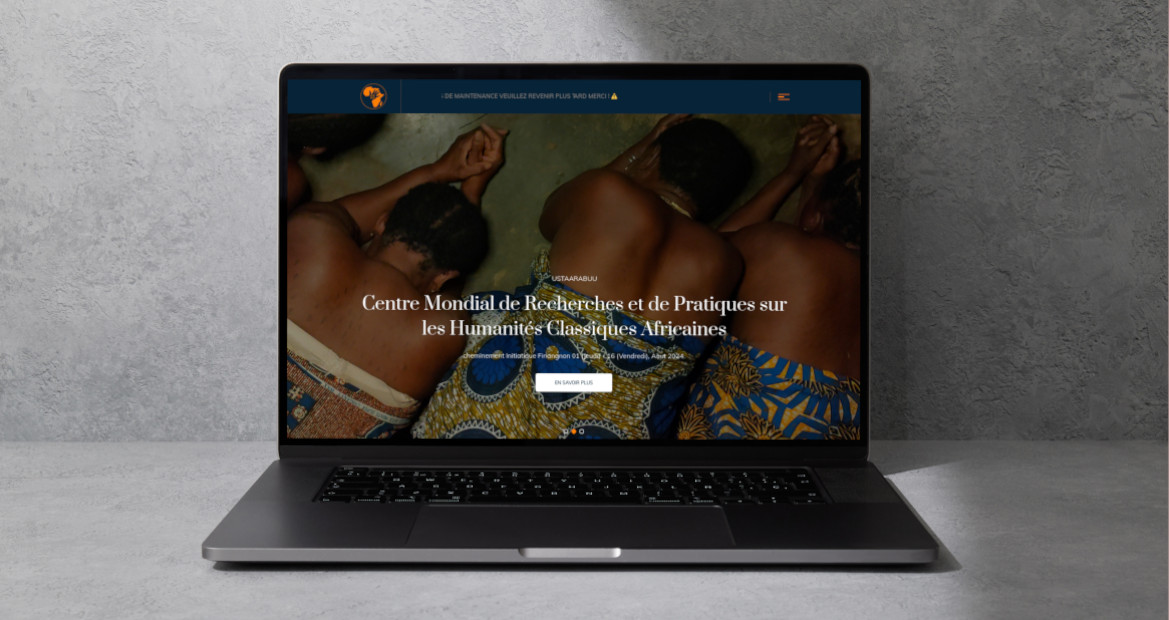 DE MAINTENANCE VEUILLEZ REVENIR PLUS TARD MERCI ! ⚠️
USTAARABUU
Centre Mondial de Recherches et de Pratiques sur
les Humanités Classiques Africaines
cheminement Initiatique 01 (jeudi) 16 (Vendredi), Août 2024
EN SAVOIR PLUS